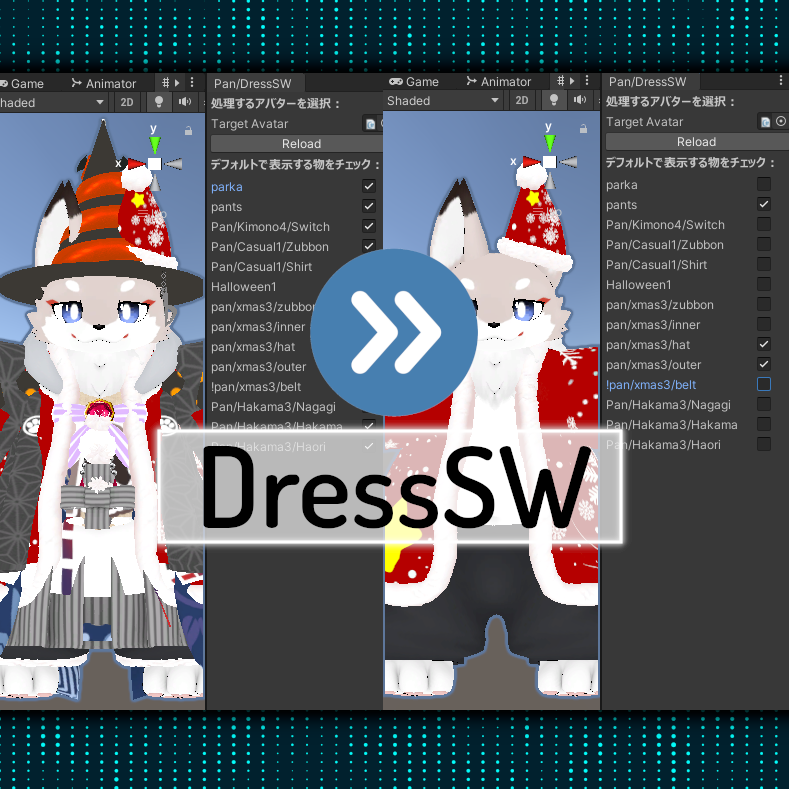 Game
Animator
Pan/DressSW
haded
2D
処理するアバターを選択：
Target Avatar
Reload
デフォルトで表示する物をチェック：
parka
pants
Pan/Kimono4/Switch
Pan/Casual1/Zubbon
Pan/Casual1/Shirt
Halloween1
pan/xmas3/zubbon
pan/xmas3/inner
pan/xmas3/hat
pan/xmas3/outer
!pan/xmas3/belt
Pan/Hakama3/Nagagi
Pan/Hakama3/Hakama
Pan/Hakama3/Haori
y
x
Game
Animator
Pan/DressSW
Shaded
2D
処理するアバターを選択：
Target Avatar
Reload
デフォルトで表示する物をチェック：
parka
pants
Pan/Kimono4/Switch
Pan/Casual1/Zubbon
Pan/Casual1/Shirt
Halloween1
pan/xmas3/zubbon
pan/xmas3/inner
pan/xmas3/hat
pan/xmas3/outer
!pan/xmas3/belt
Pan/Hakama3/Nagagi
Pan/Hakama3/Hakama
Pan/Hakama3/Haori
y
x
DressSW